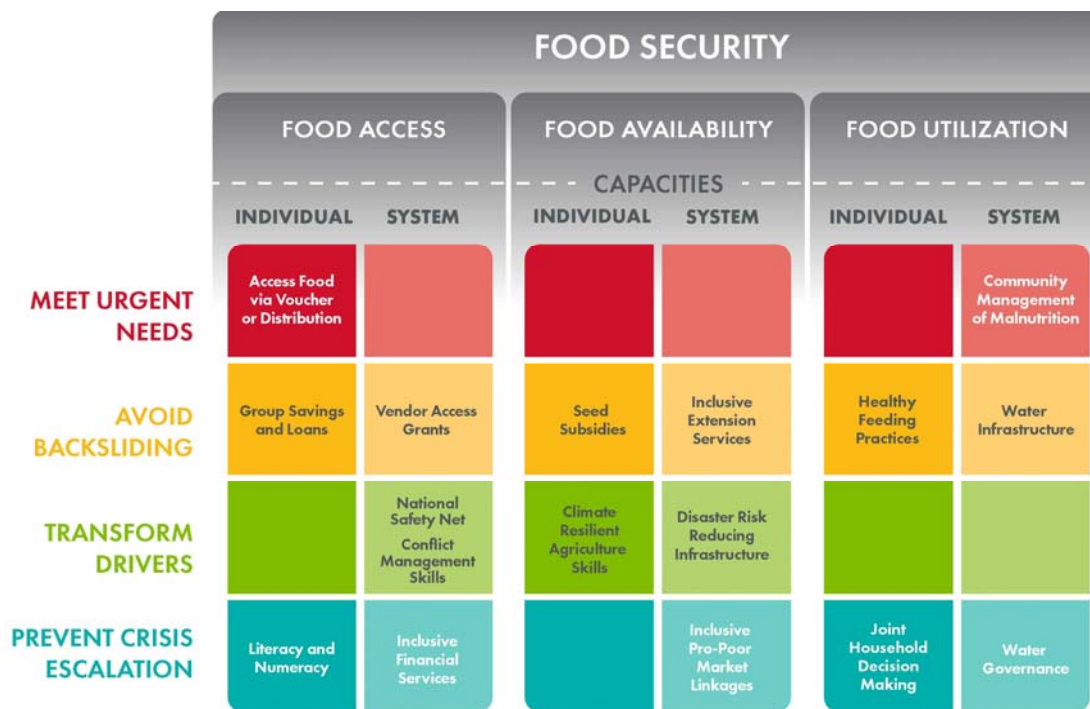 FOOD SECURITY
FOOD ACCESS
FOOD AVAILABILITY
FOOD UTILIZATION
CAPACITIES
INDIVIDUAL
SYSTEM
INDIVIDUAL
SYSTEM
INDIVIDUAL
SYSTEM
MEET URGENT
NEEDS
Access Food
via Voucher
or Distribution
Community
Management
of Malnutrition
AVOID
BACKSLIDING
Group Savings
and Loans
Vendor Access
Grants
Seed
Subsidies
Inclusive
Extension
Services
Healthy
Feeding
Practices
Water
Infrastructure
TRANSFORM
DRIVERS
National
Safety Net
Conflict
Management
Skills
Climate
Resilient
Agriculture
Skills
Disaster Risk
Reducing
Infrastructure
PREVENT CRISIS
ESCALATION
Literacy and
Numeracy
Inclusive
Financial
Services
Inclusive
Pro-Poor
Market
Linkages
Joint
Household
Decision
Making
Water
Governance